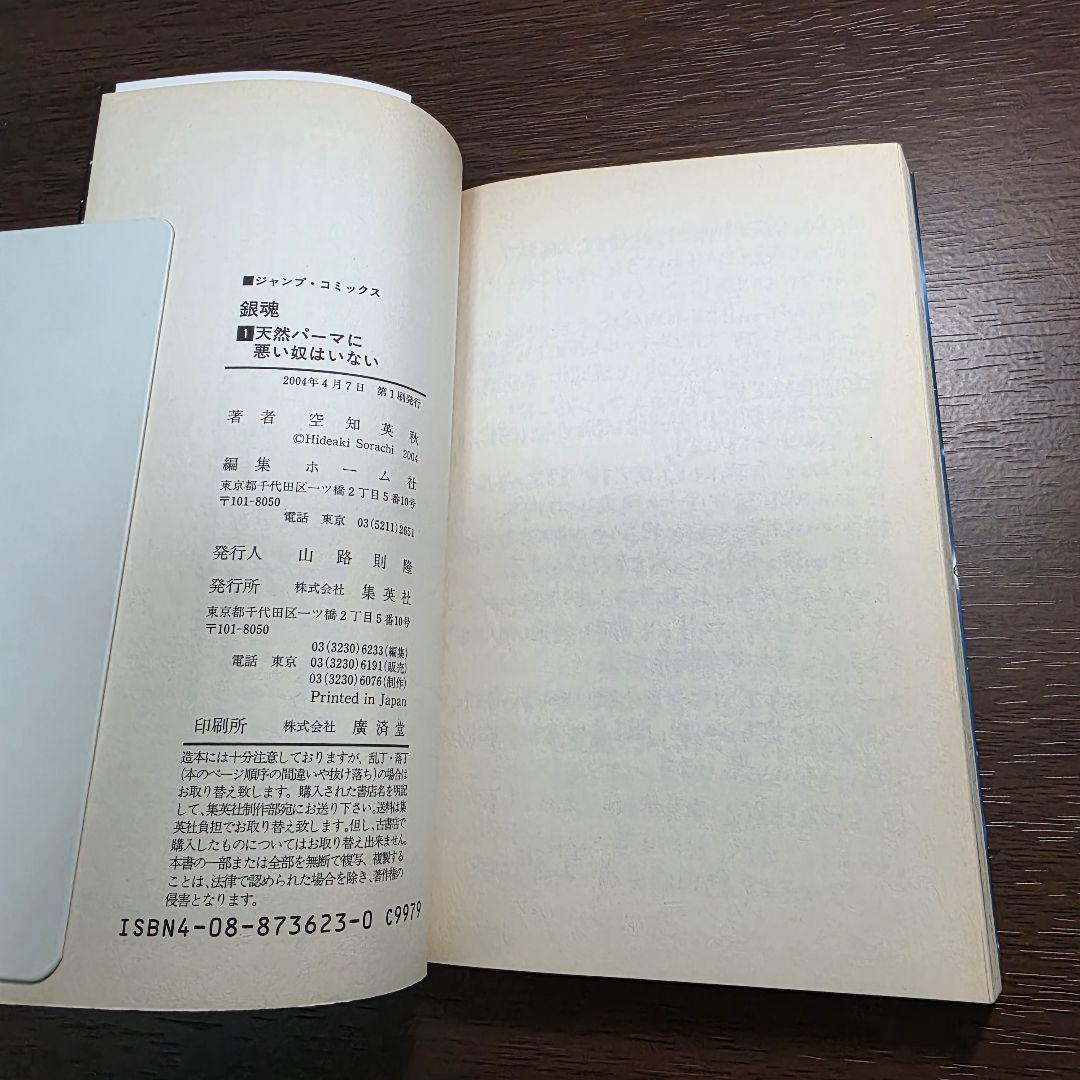 ■ジャンプ・コミックス
銀魂
1 天然パーマに
悪い奴はいない
2004年4月7日 第1刷発行
著者 空知英秋
©Hideaki Sorachi 2004
編集 ホーム社
東京都千代田区一ツ橋2丁目5番10号
〒101-8050
電話 東京 03(5211)2651
発行人 山路則隆
発行所 株式会社 集英社
東京都千代田区一ツ橋2丁目5番10号
〒101-8050
03(3230)6233(編集)
電話 東京 03(3230)6191(販売)
03(3230)6076(制作)
Printed in Japan
印刷所 株式会社 廣済堂
造本には十分注意しておりますが、乱丁・落丁
(本のページ順序の間違いや抜け落ち)の場合は
お取り替え致します。購入された書店名を明記
して、集英社制作部宛にお送り下さい。送料は集
英社負担でお取り替え致します。但し、古書店で
購入したものについてはお取り替え出来ません。
本書の一部または全部を無断で複写、複製する
ことは、法律で認められた場合を除き、著作権の
侵害となります。
ISBN4-08-873623-0 C9979